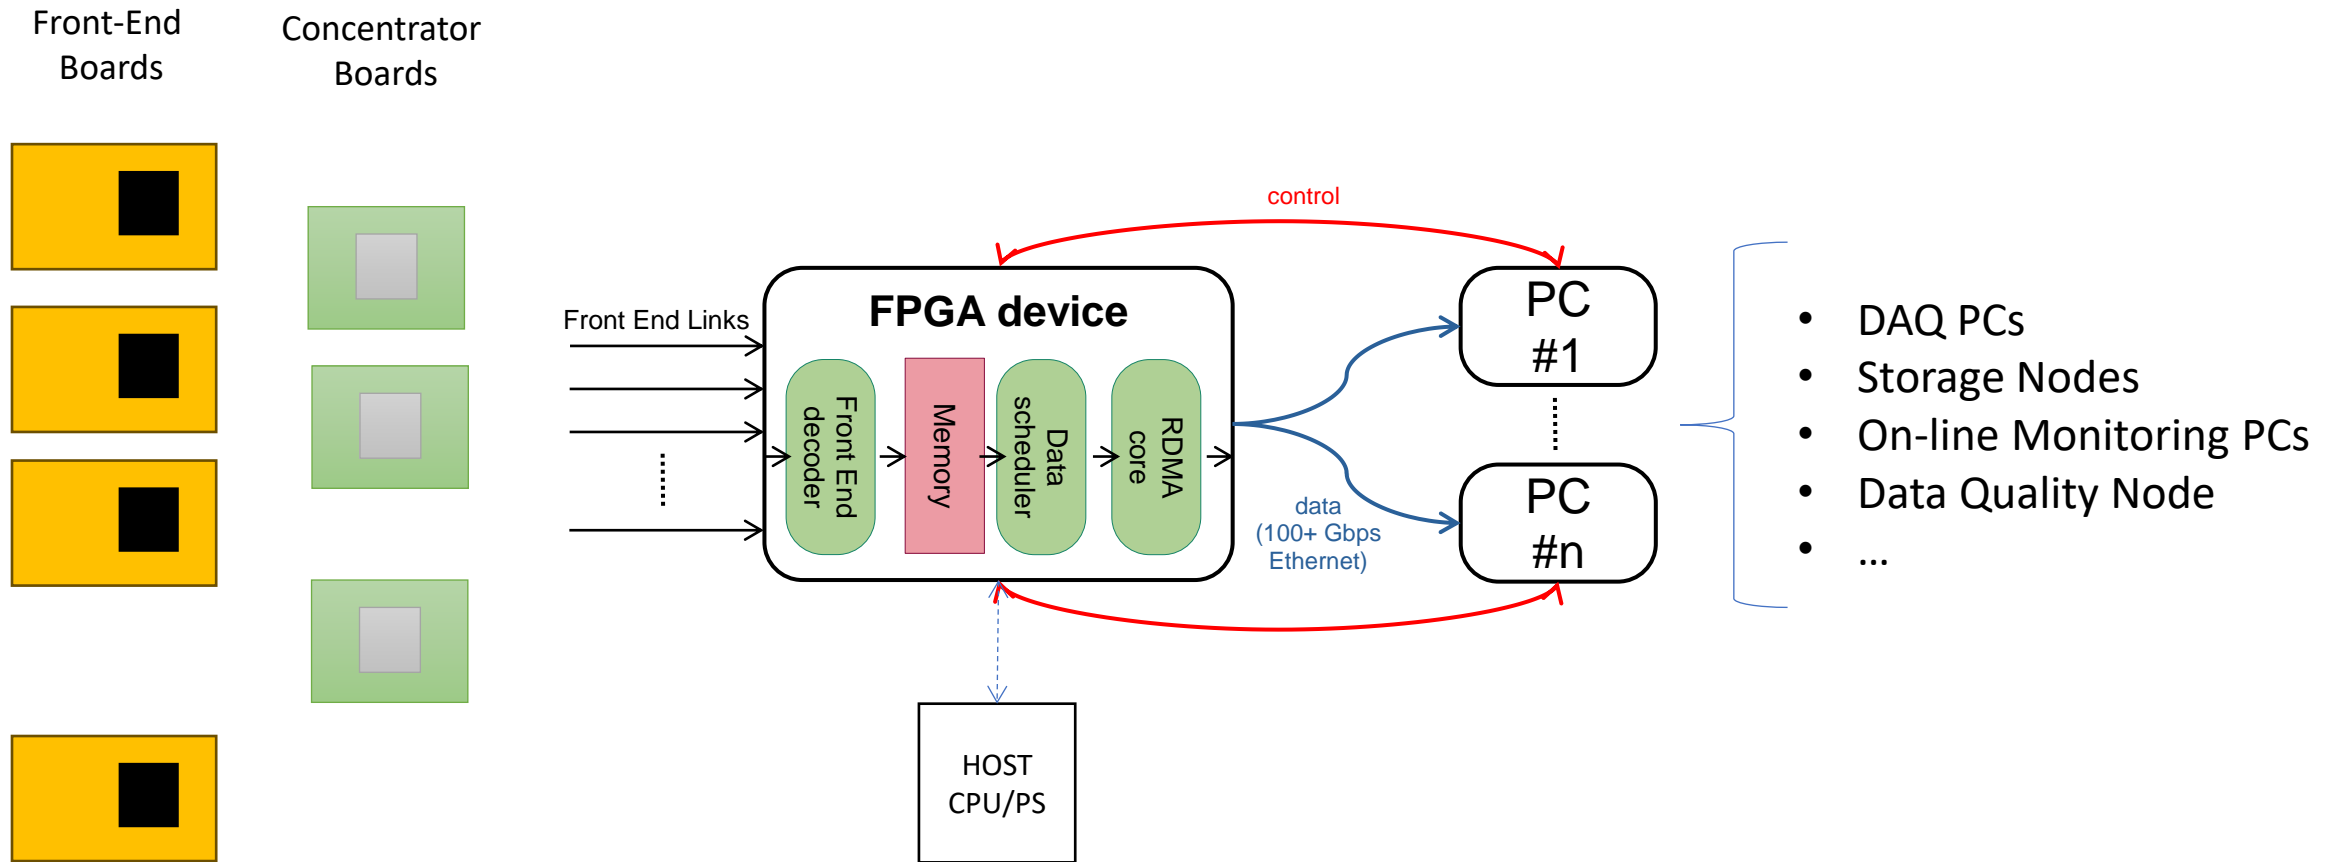 Front-End
Boards
Concentrator
Boards
Front End Links
FPGA device
Front End
decoder
Memory
Data
scheduler
RDMA
core
control
data
(100+ Gbps
Ethernet)
PC
#1
PC
#n
HOST
CPU/PS
• DAQ PCs
• Storage Nodes
• On-line Monitoring PCs
• Data Quality Node
• ...